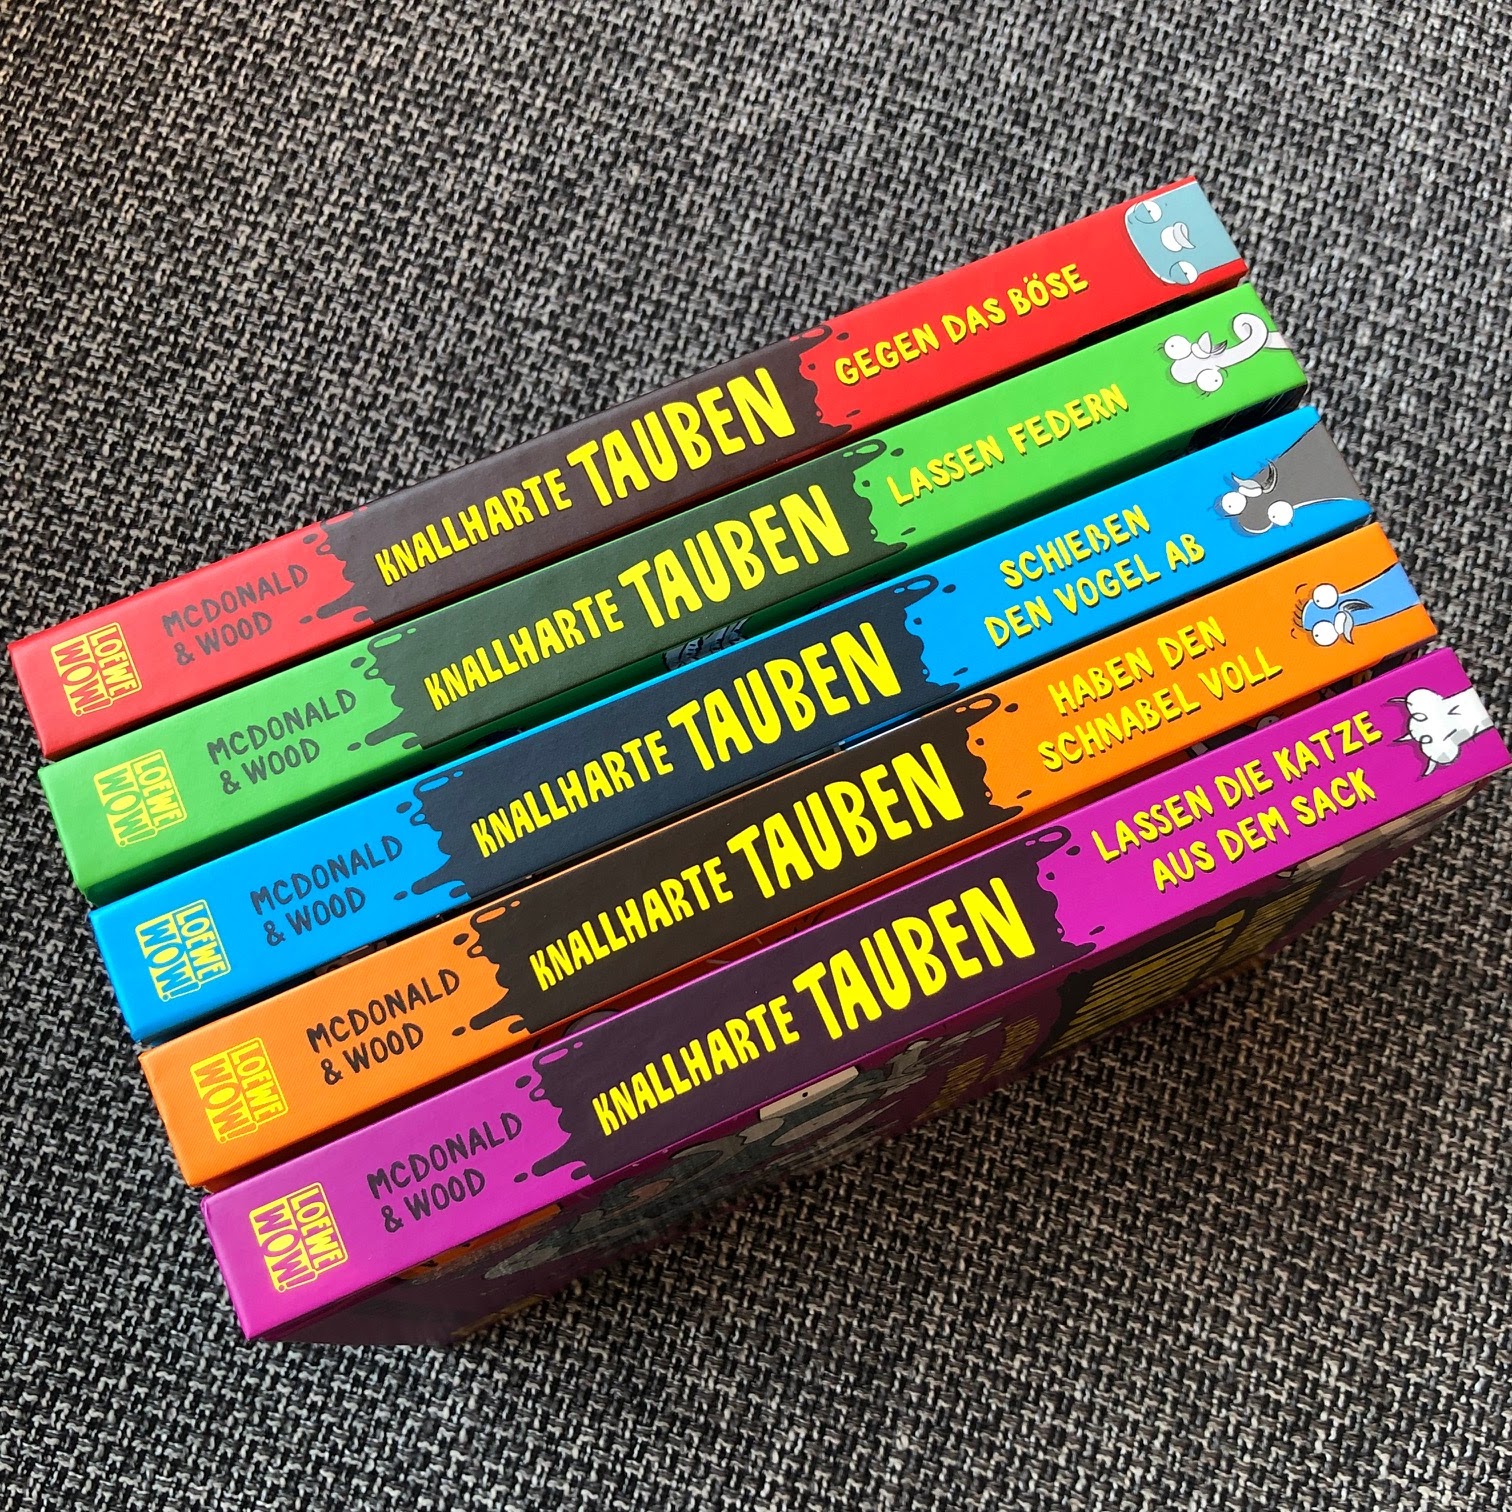 LOEWE
WOW!
MCDONALD
& WOOD
KNALLHARTE TAUBEN
GEGEN DAS BÖSE
LOEWE
WOW!
MCDONALD
& WOOD
KNALLHARTE TAUBEN
LASSEN FEDERN
LOEWE
WOW!
MCDONALD
& WOOD
KNALLHARTE TAUBEN
SCHIEẞEN
DEN VOGEL AB
LOEWE
WOW!
MCDONALD
& WOOD
KNALLHARTE TAUBEN
HABEN DEN
SCHNABEL VOLL
LOEWE
WOW!
MCDONALD
& WOOD
KNALLHARTE TAUBEN
LASSEN DIE KATZE
AUS DEM SACK